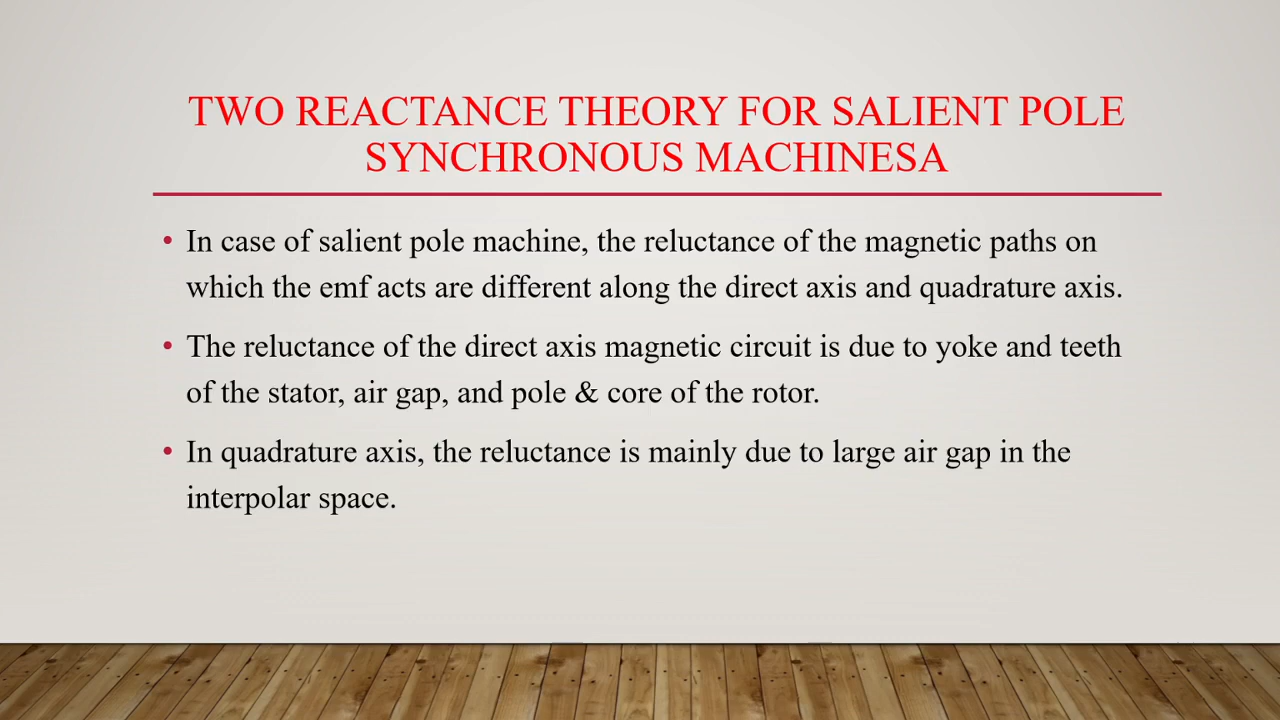 TWO REACTANCE THEORY FOR SALIENT POLE
SYNCHRONOUS MACHINESA
• In case of salient pole machine, the reluctance of the magnetic paths on
which the emf acts are different along the direct axis and quadrature axis.
• The reluctance of the direct axis magnetic circuit is due to yoke and teeth
of the stator, air gap, and pole & core of the rotor.
• In quadrature axis, the reluctance is mainly due to large air gap in the
interpolar space.